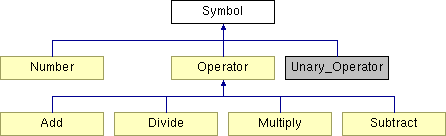 Symbol
Number Operator Unary_Operator
Add Divide Multiply Subtract